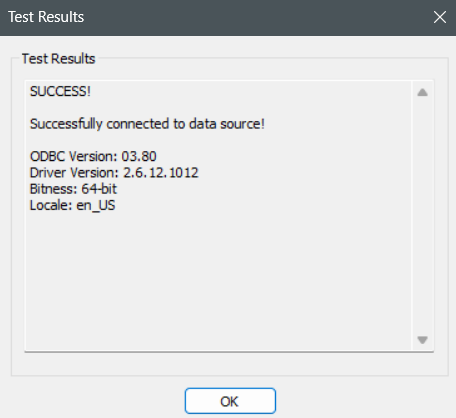 Test Results
Test Results
SUCCESS!
Successfully connected to data source!
ODBC Version: 03.80
Driver Version: 2.6.12.1012
Bitness: 64-bit
Locale: en_US
OK